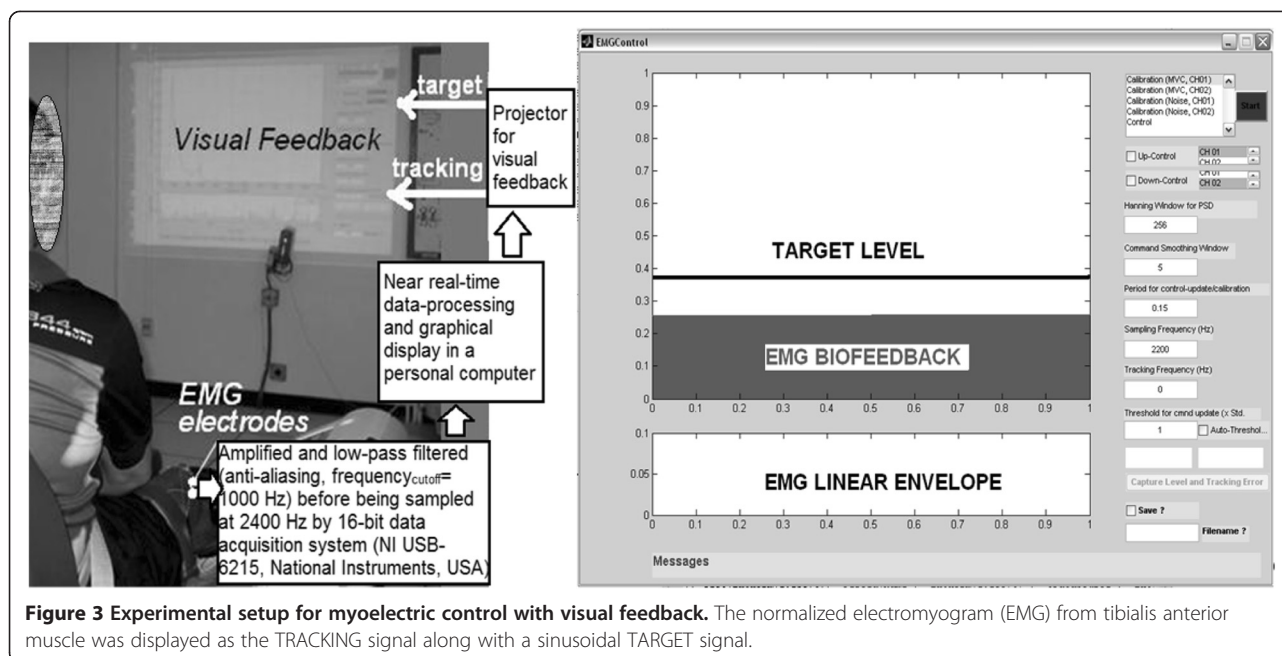 target
Visual Feedback
tracking
Projector
for
visual
feedback
Near real-time
data-processing
and graphical
display in a
personal computer
EMG
electrodes
Amplified and low-pass filtered
(anti-aliasing, frequencycutoff=
1000 Hz) before being sampled
at 2400 Hz by 16-bit data
acquisition system (NI USB-
6215, National Instruments, USA)
844
PRESSURE
EMGControl
1
0.9
0.8
0.7
0.6
0.5
0.4
0.3
0.2
0.1
0
TARGET LEVEL
EMG BIOFEEDBACK
0 0.1 0.2 0.3 0.4 0.5 0.6 0.7 0.8 0.9 1
0.1
0.05
0
EMG LINEAR ENVELOPE
0 0.1 0.2 0.3 0.4 0.5 0.6 0.7 0.8 0.9 1
Messages
Calibration (MVC, CH01)
Calibration (MVC, CH02)
Calibration (Noise, CH01)
Calibration (Noise, CH02)
Control
Start
Up-Control
CH 01
CH 02
Down-Control
CH 01
CH 02
Hanning Window for PSD
256
Command Smoothing Window
5
Period for control-update/calibration
0.15
Sampling Frequency (Hz)
2200
Tracking Frequency (Hz)
0
Threshold for cmnd update (x Std.
1
Auto-Threshol...
Capture Level and Tracking Error
Save ?
Filename ?
Figure 3 Experimental setup for myoelectric control with visual feedback. The normalized electromyogram (EMG) from tibialis anterior
muscle was displayed as the TRACKING signal along with a sinusoidal TARGET signal.